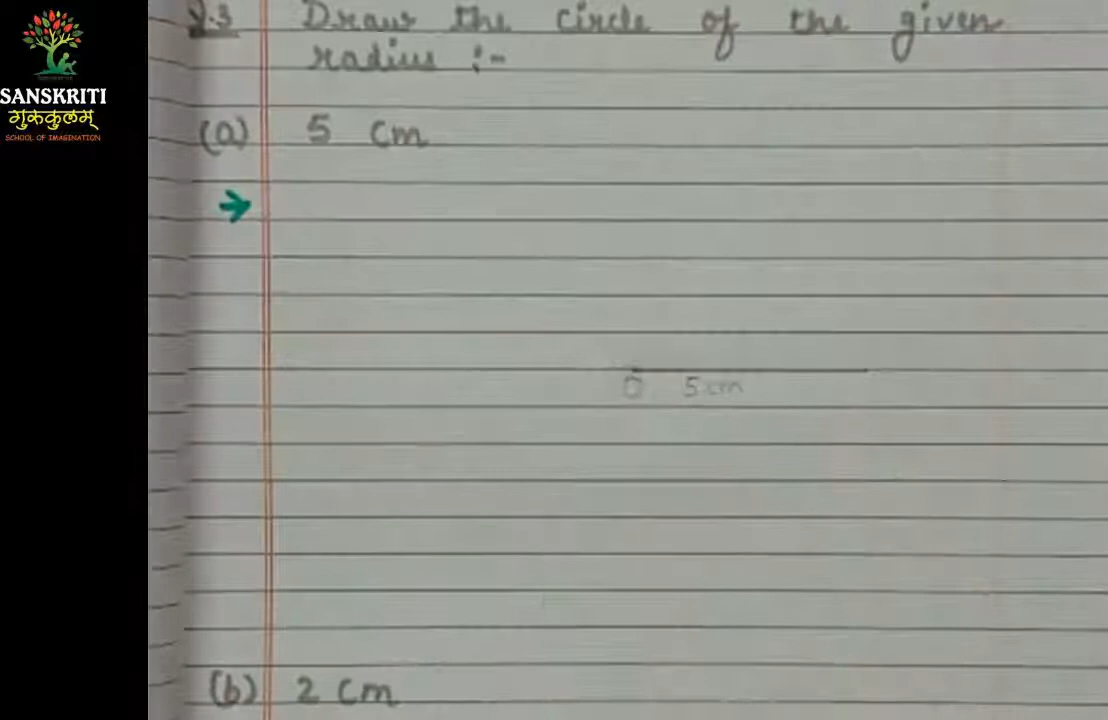 SANSKRITI
गुरुकुलम्
SCHOOL OF IMAGINATION
Q.3 Draw the circle of the given
radius :-
(a) 5 cm
O 5 cm
(b) 2 cm